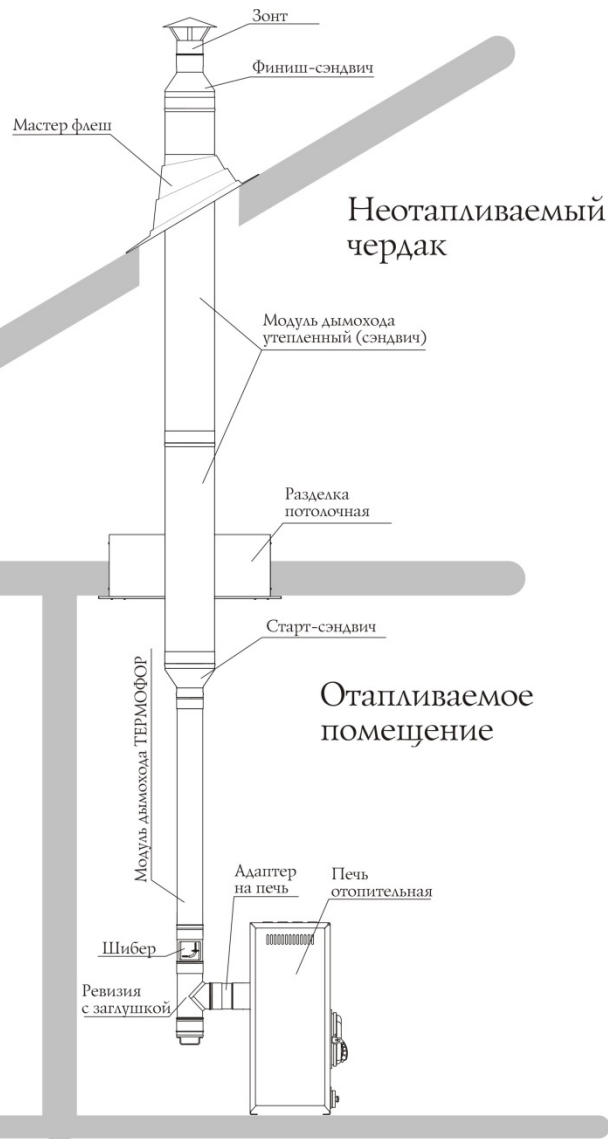 Зонт
Финиш-сэндвич
Мастер флеш
Неотапливаемый
чердак
Модуль дымохода
утепленный (сэндвич)
Разделка
потолочная
Старт-сэндвич
Модуль дымохода ТЕРМОФОР
Отапливаемое
помещение
Адаптер
на печь
Печь
отопительная
Шибер
Ревизия
с заглушкой